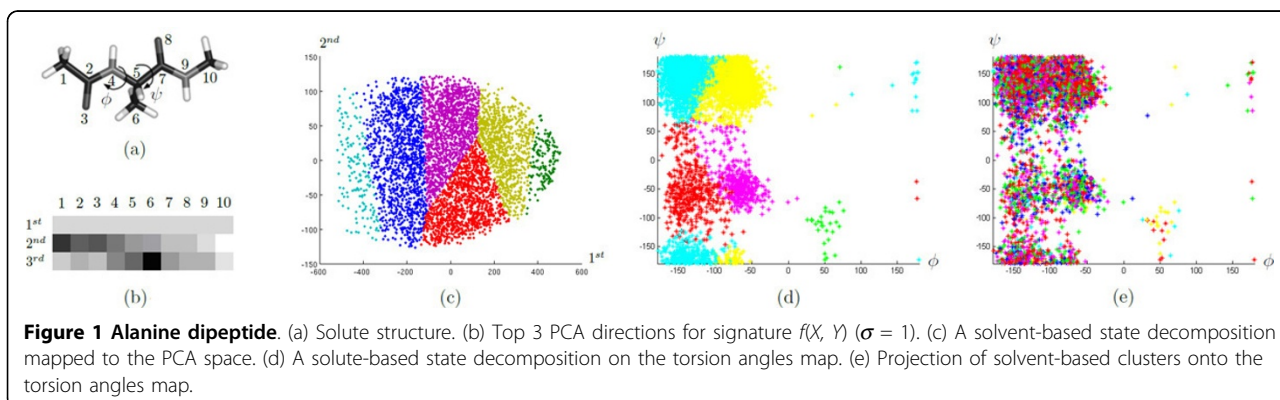 8
2
5
9
1
4
7
10
ϕ
ψ
3
6
(a)
1 2 3 4 5 6 7 8 9 10
1st
2nd
3rd
(b)
2nd
150
100
50
0
-50
-100
-150
-600 -400 -200 0 200 400 600
1st
(c)
ψ
150
100
50
0
-50
-100
-150
-150 -100 -50 0 50 100 150
ϕ
(d)
ψ
150
100
50
0
-50
-100
-150
-150 -100 -50 0 50 100 150
ϕ
(e)
Figure 1 Alanine dipeptide. (a) Solute structure. (b) Top 3 PCA directions for signature f(X, Y) (σ = 1). (c) A solvent-based state decomposition
mapped to the PCA space. (d) A solute-based state decomposition on the torsion angles map. (e) Projection of solvent-based clusters onto the
torsion angles map.